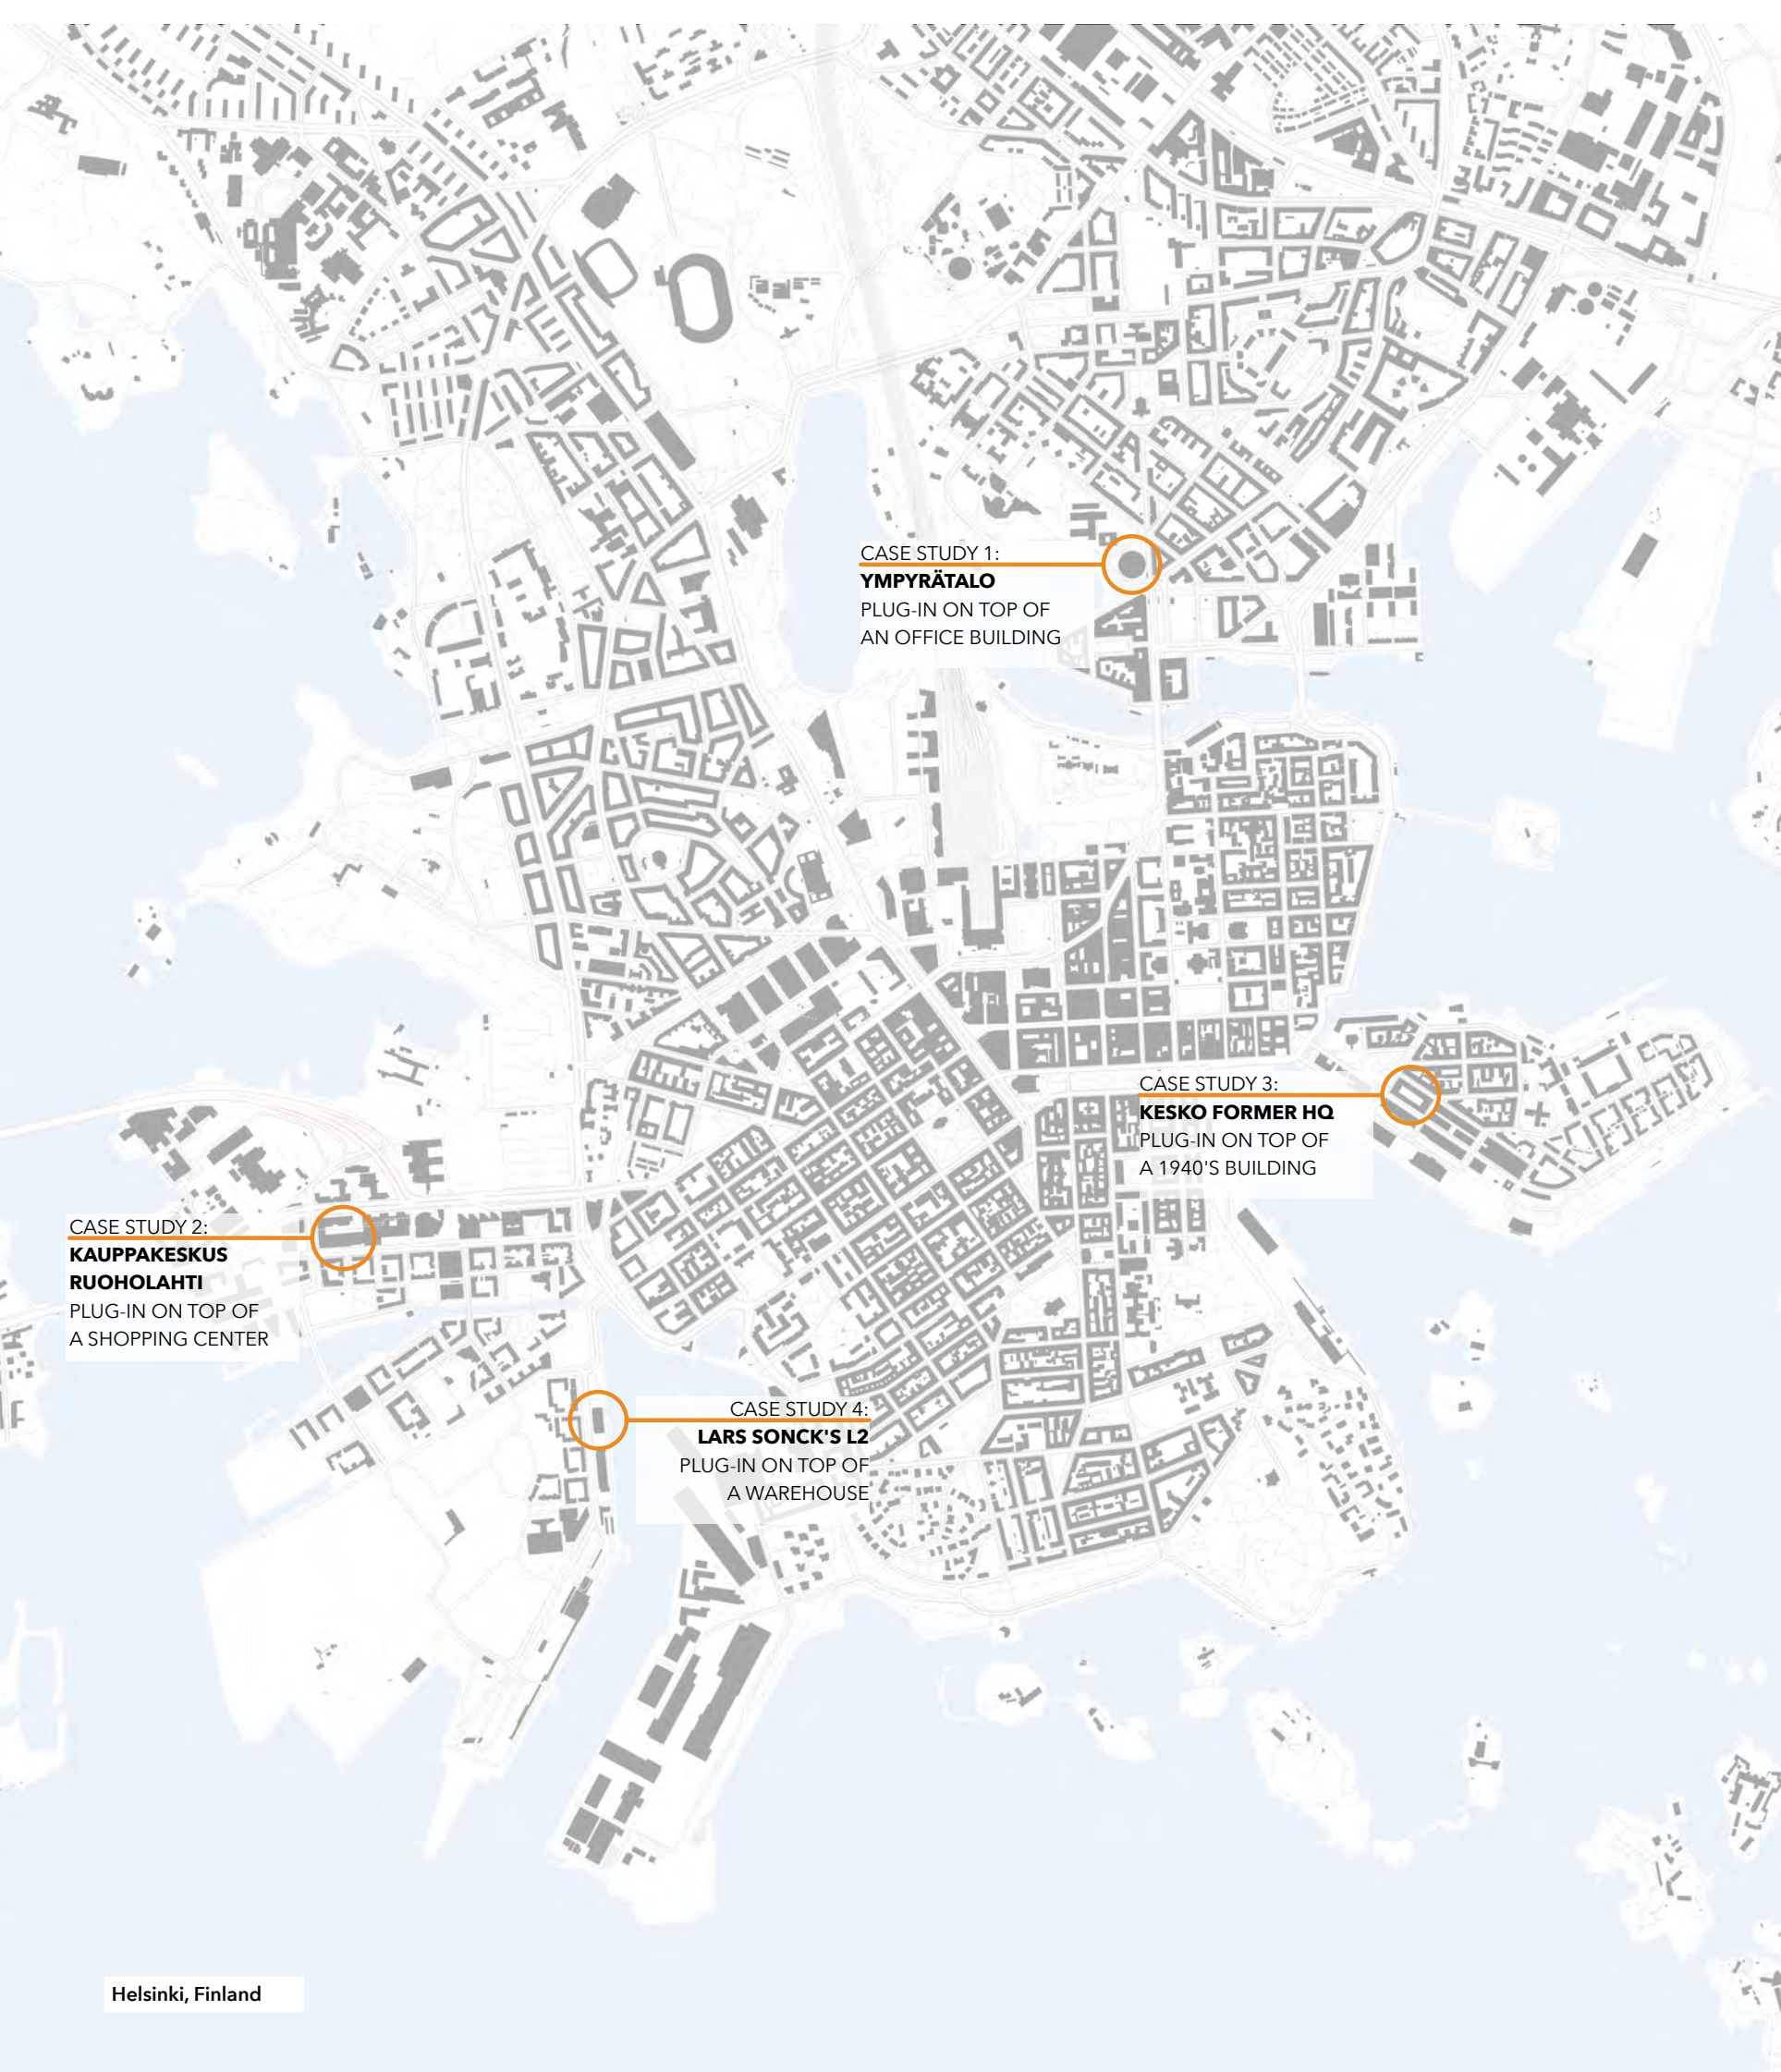 CASE STUDY 1:
YMPYRÄTALO
PLUG-IN ON TOP OF
AN OFFICE BUILDING
CASE STUDY 3:
KESKO FORMER HQ
PLUG-IN ON TOP OF
A 1940'S BUILDING
CASE STUDY 2:
KAUPPAKESKUS
RUOHOLAHTI
PLUG-IN ON TOP OF
A SHOPPING CENTER
CASE STUDY 4:
LARS SONCK'S L2
PLUG-IN ON TOP OF
A WAREHOUSE
Helsinki, Finland